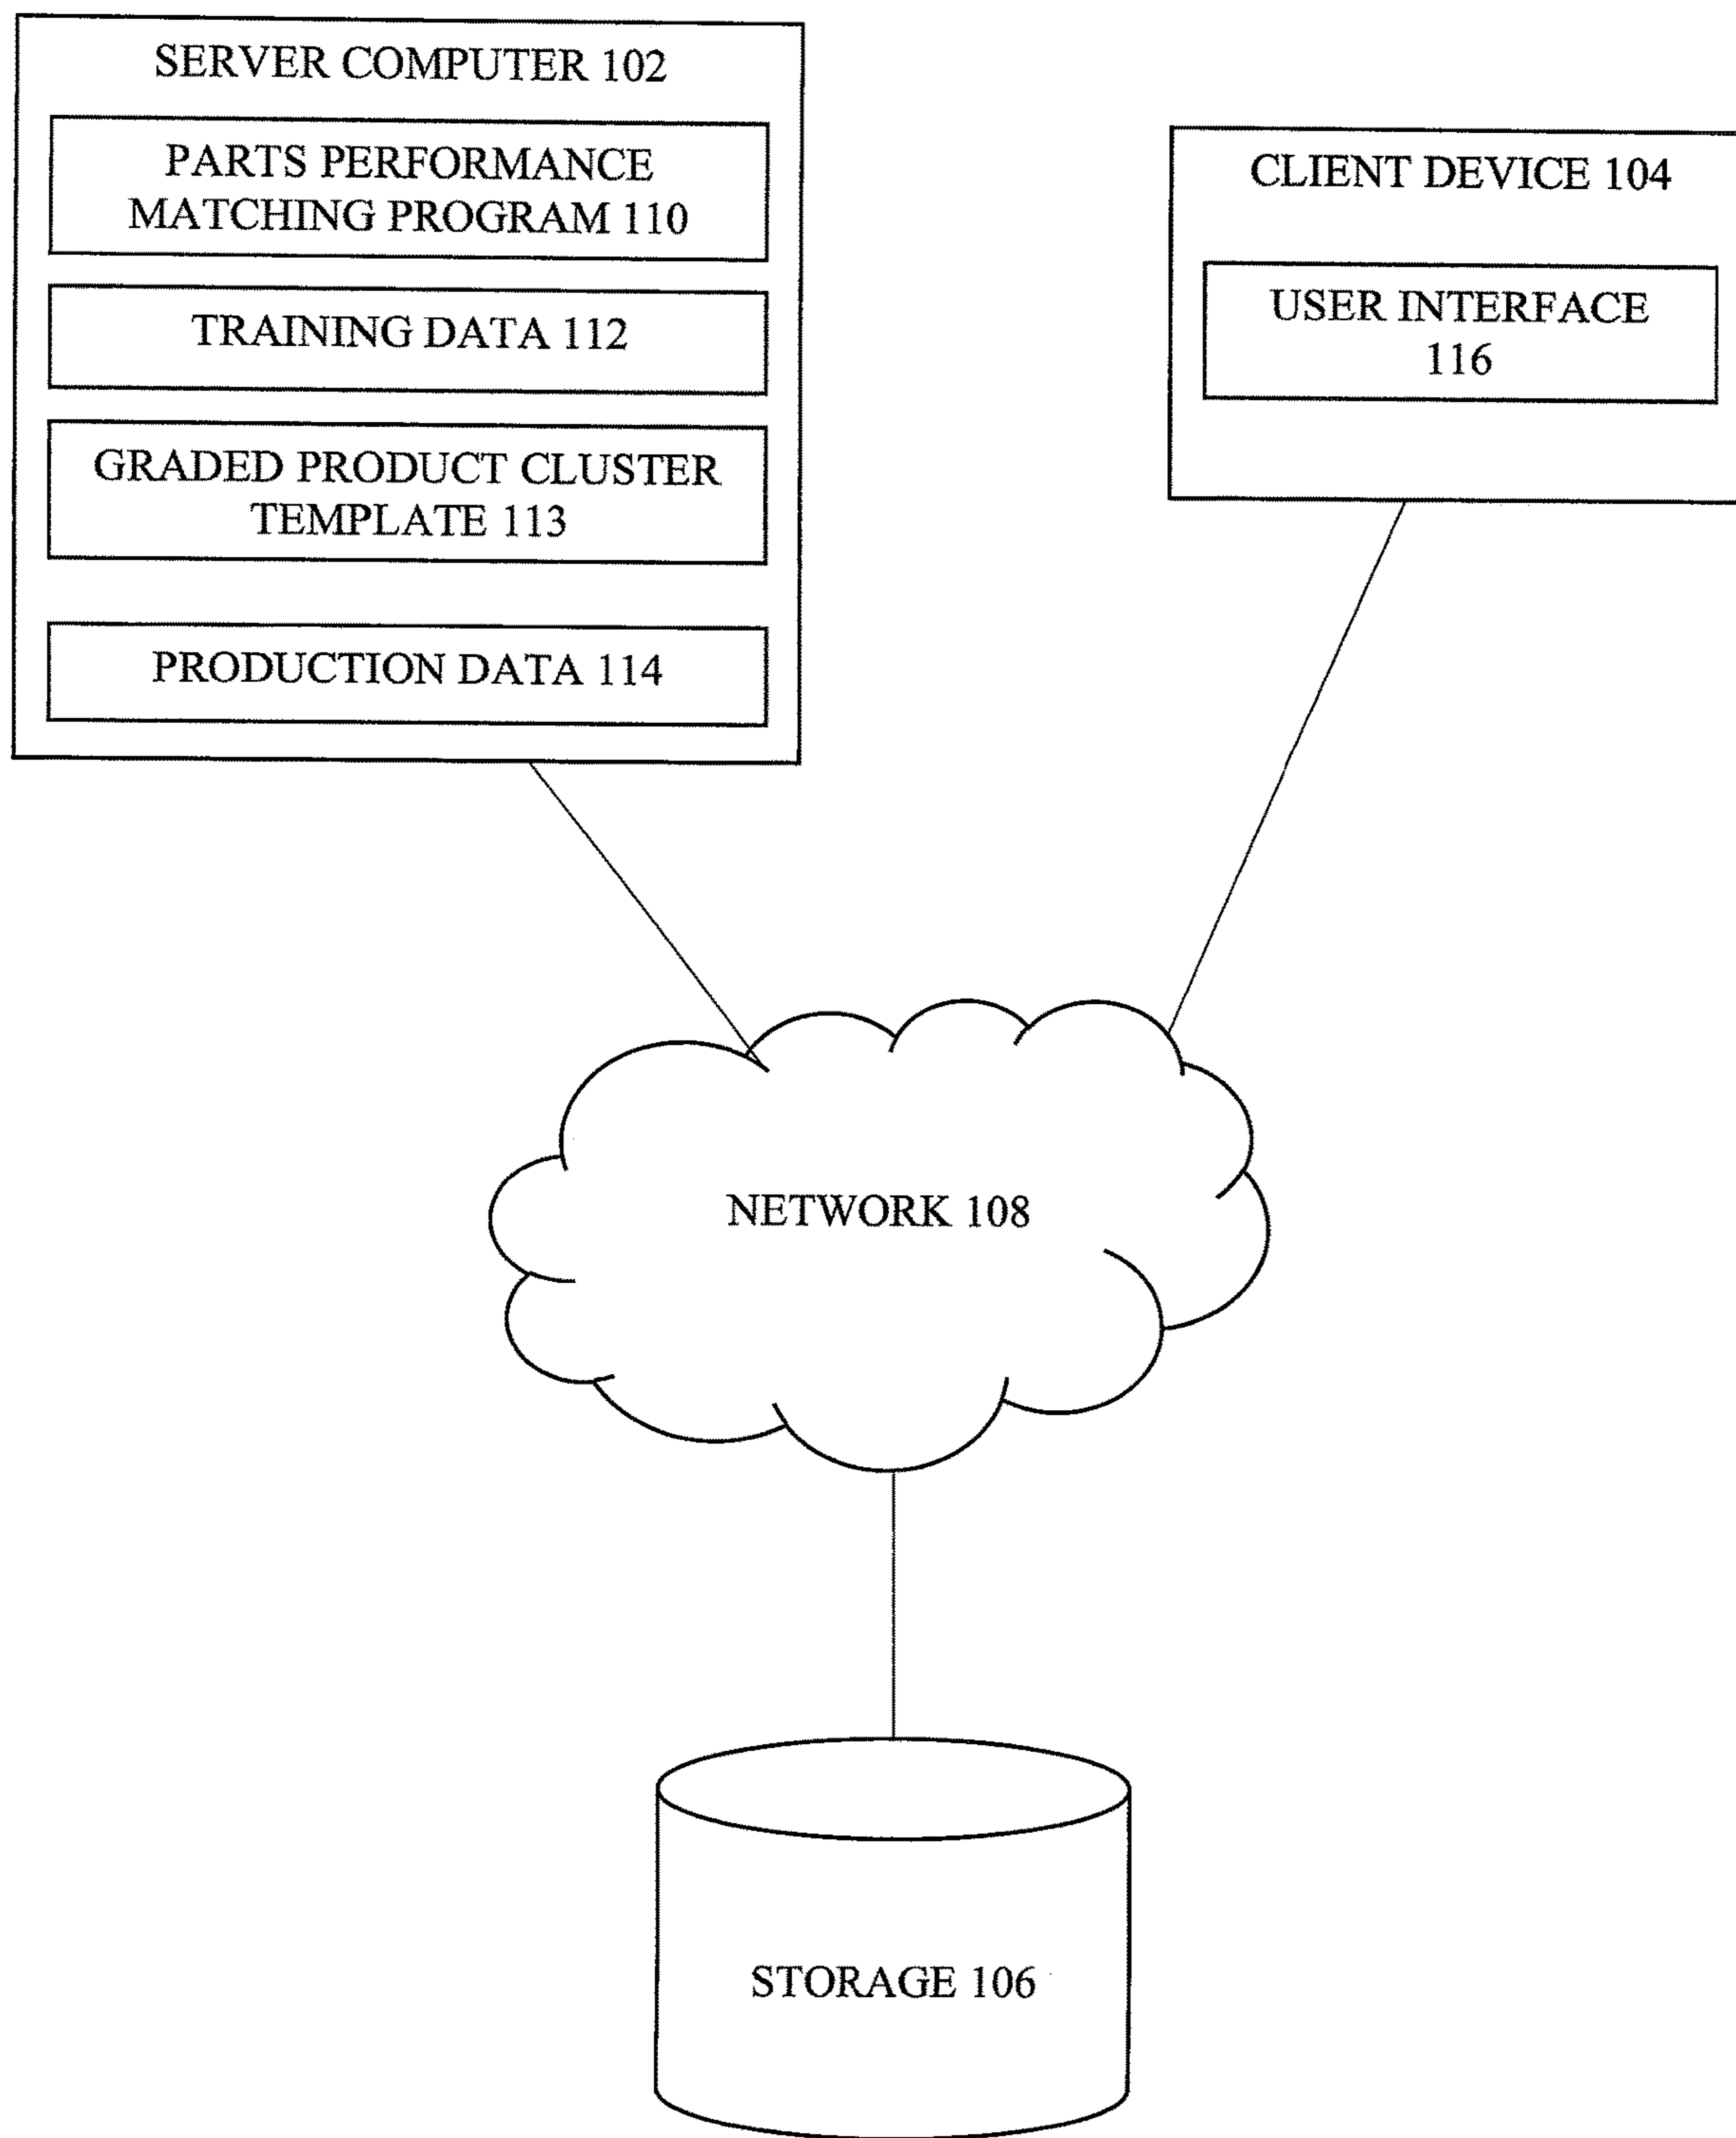 SERVER COMPUTER 102
PARTS PERFORMANCE
MATCHING PROGRAM 110
TRAINING DATA 112
GRADED PRODUCT CLUSTER
TEMPLATE 113
PRODUCTION DATA 114
CLIENT DEVICE 104
USER INTERFACE
116
NETWORK 108
STORAGE 106